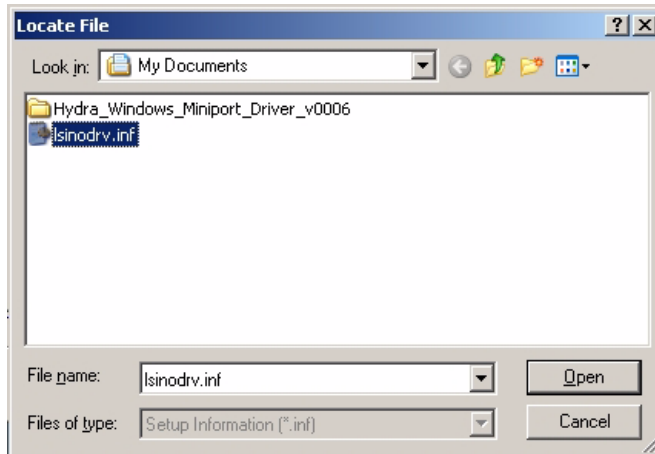 Locate File
Look in: My Documents
Hydra_Windows_Miniport_Driver_v0006
lsinodrv.inf
File name: lsinodrv.inf Open
Files of type: Setup Information (*.inf) Cancel